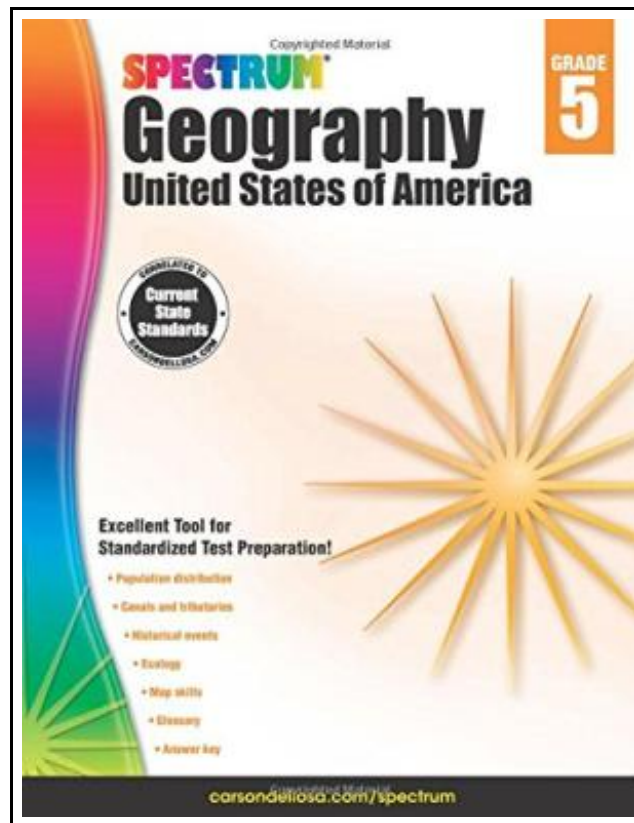 Copyrighted Material
SPECTRUM®
Geography
United States of America
GRADE
5
CORRELATED TO
Current
State
Standards
CARSONDELLOSA.COM
Excellent Tool for
Standardized Test Preparation!
• Population distribution
• Canals and tributaries
• Historical events
• Ecology
• Map skills
• Glossary
• Answer key
Copyrighted Material
carsondellosa.com/spectrum